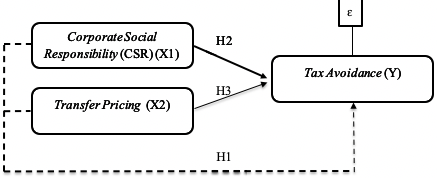 ε
Corporate Social
Responsibility (CSR) (X1)
H2
Tax Avoidance (Y)
Transfer Pricing (X2)
H3
H1